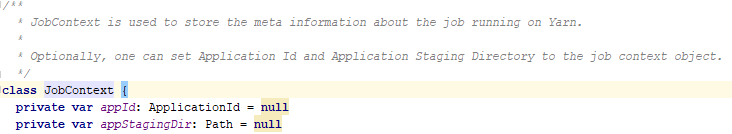 /**
 * JobContext is used to store the meta information about the job running on Yarn.
 *
 * Optionally, one can set Application Id and Application Staging Directory to the job context object.
 */
class JobContext {
  private var appId: ApplicationId = null
  private var appStagingDir: Path = null